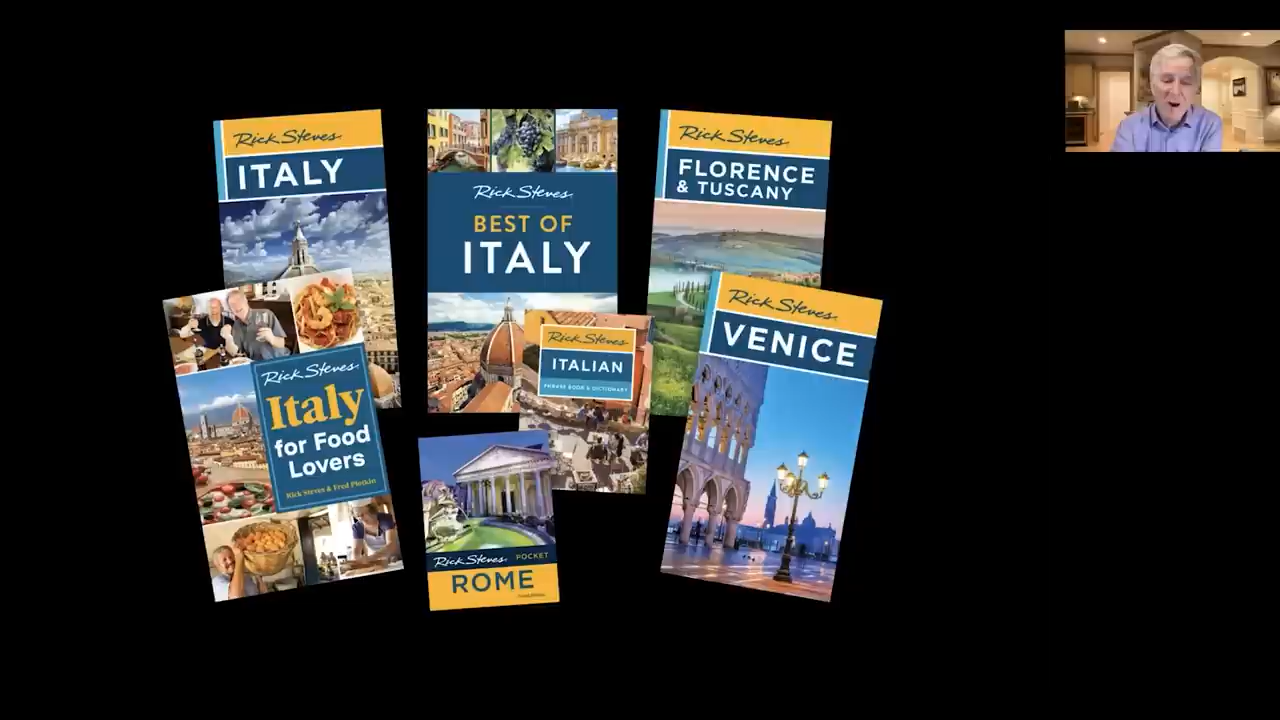 Rick Steves
ITALY
Rick Steves
BEST OF
ITALY
Rick Steves
FLORENCE
& TUSCANY
Rick Steves
Italy
for Food
Lovers
Rick Steves & Fred Plotkin
Rick Steves
ITALIAN
PHRASE BOOK & DICTIONARY
Rick Steves
VENICE
Rick Steves POCKET
ROME